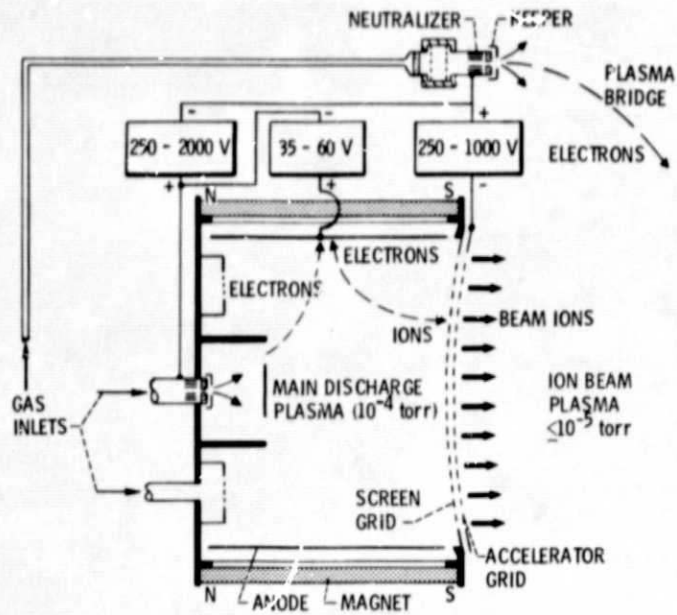 NEUTRALIZER
KEEPER
PLASMA
BRIDGE
ELECTRONS
-
-
+
250 - 2000 V
35 - 60 V
250 - 1000 V
+
+
-
N
S
ELECTRONS
ELECTRONS
IONS
BEAM IONS
GAS
INLETS
MAIN DISCHARGE
PLASMA (10⁻⁴ torr)
ION BEAM
PLASMA
≤10⁻⁵ torr
SCREEN
GRID
ACCELERATOR
GRID
N
ANODE
MAGNET
S